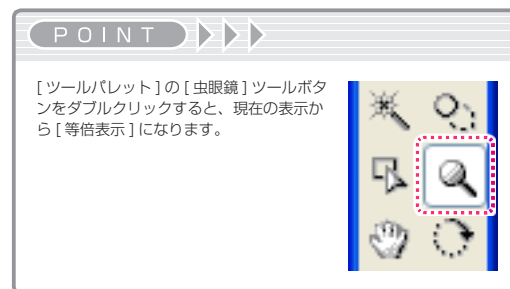 POINT
[ツールパレット]の[虫眼鏡]ツールボタ
ンをダブルクリックすると、現在の表示か
ら[等倍表示]になります。